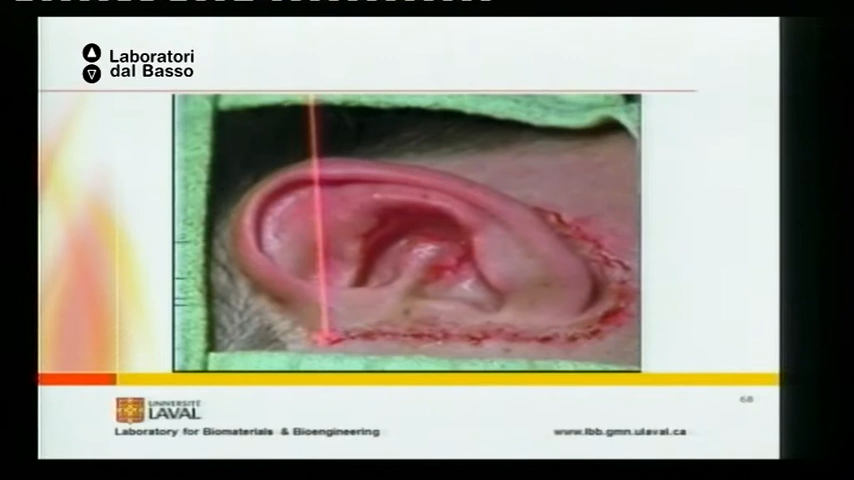 Laboratori
dal Basso
UNIVERSITÉ
LAVAL
Laboratory for Biomaterials & Bioengineering
www.lbb.gmn.ulaval.ca
68